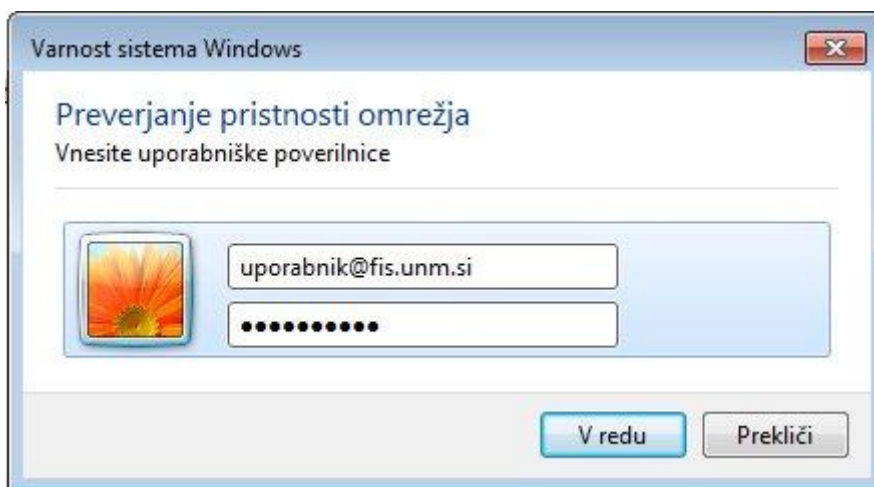 Varnost sistema Windows
Preverjanje pristnosti omrežja
Vnesite uporabniške poverilnice
uporabnik@fis.unm.si
••••••••••
V redu
Prekliči